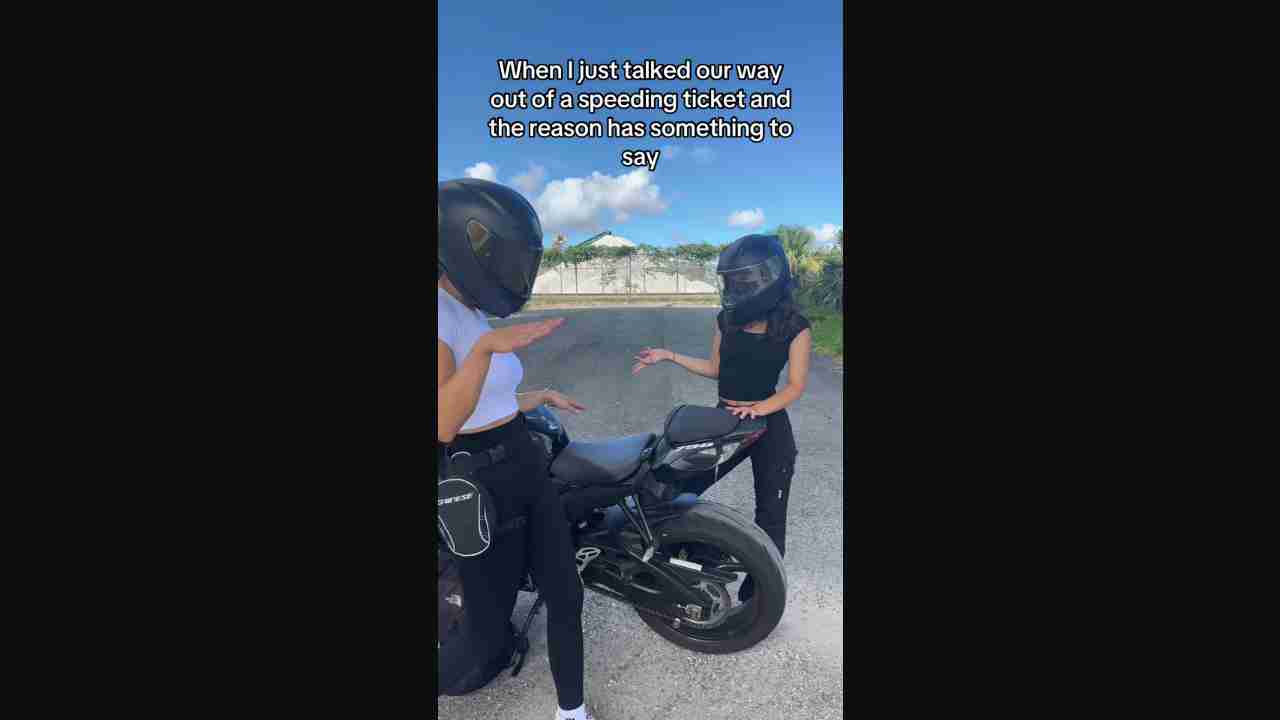 When I just talked our way
out of a speeding ticket and
the reason has something to
say